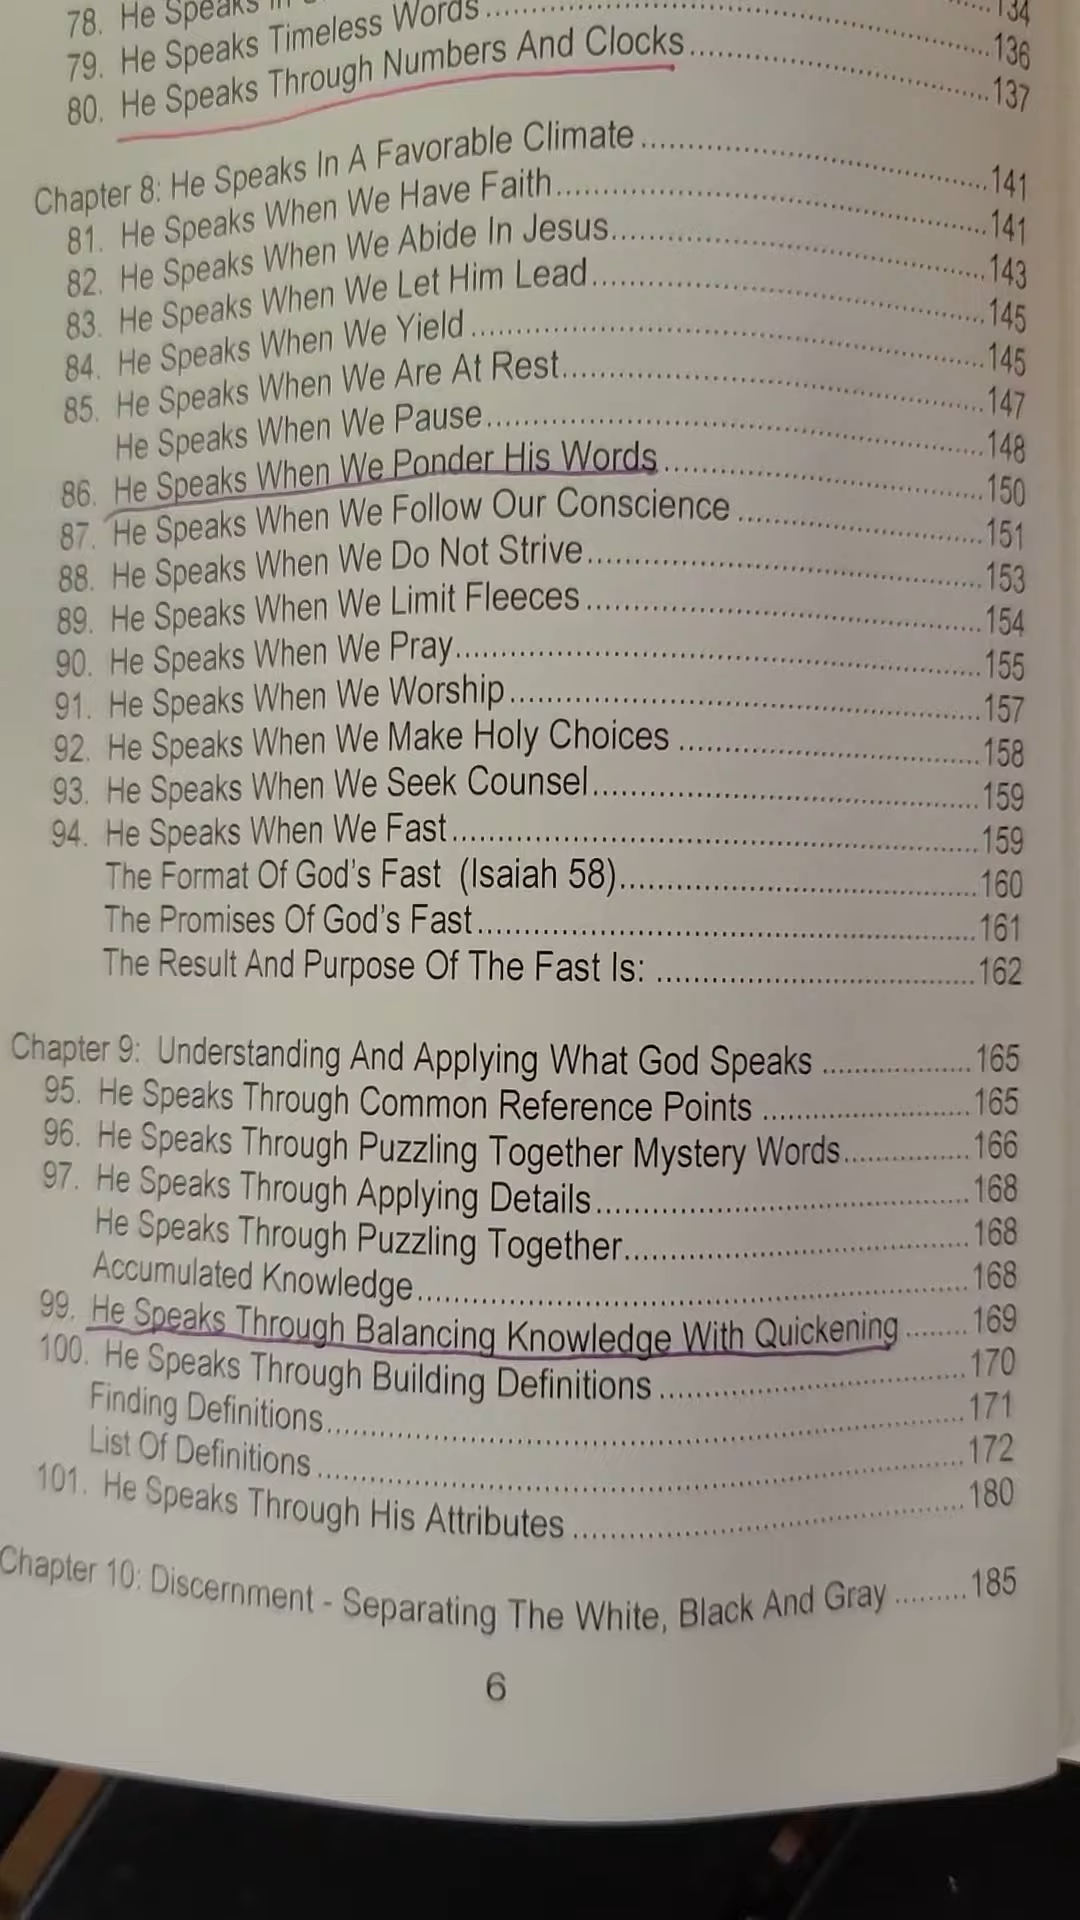 78. He Speaks In ..... 134
79. He Speaks Timeless Words ..... 136
80. He Speaks Through Numbers And Clocks ..... 137
Chapter 8: He Speaks In A Favorable Climate ..... 141
81. He Speaks When We Have Faith ..... 141
82. He Speaks When We Abide In Jesus ..... 143
83. He Speaks When We Let Him Lead ..... 145
84. He Speaks When We Yield ..... 145
85. He Speaks When We Are At Rest ..... 147
He Speaks When We Pause ..... 148
86. He Speaks When We Ponder His Words ..... 150
87. He Speaks When We Follow Our Conscience ..... 151
88. He Speaks When We Do Not Strive ..... 153
89. He Speaks When We Limit Fleeces ..... 154
90. He Speaks When We Pray ..... 155
91. He Speaks When We Worship ..... 157
92. He Speaks When We Make Holy Choices ..... 158
93. He Speaks When We Seek Counsel ..... 159
94. He Speaks When We Fast ..... 159
The Format Of God's Fast (Isaiah 58) ..... 160
The Promises Of God's Fast ..... 161
The Result And Purpose Of The Fast Is: ..... 162
Chapter 9: Understanding And Applying What God Speaks ..... 165
95. He Speaks Through Common Reference Points ..... 165
96. He Speaks Through Puzzling Together Mystery Words ..... 166
97. He Speaks Through Applying Details ..... 168
He Speaks Through Puzzling Together ..... 168
Accumulated Knowledge ..... 168
99. He Speaks Through Balancing Knowledge With Quickening ..... 169
100. He Speaks Through Building Definitions ..... 170
Finding Definitions ..... 171
List Of Definitions ..... 172
101. He Speaks Through His Attributes ..... 180
Chapter 10: Discernment - Separating The White, Black And Gray ..... 185
6